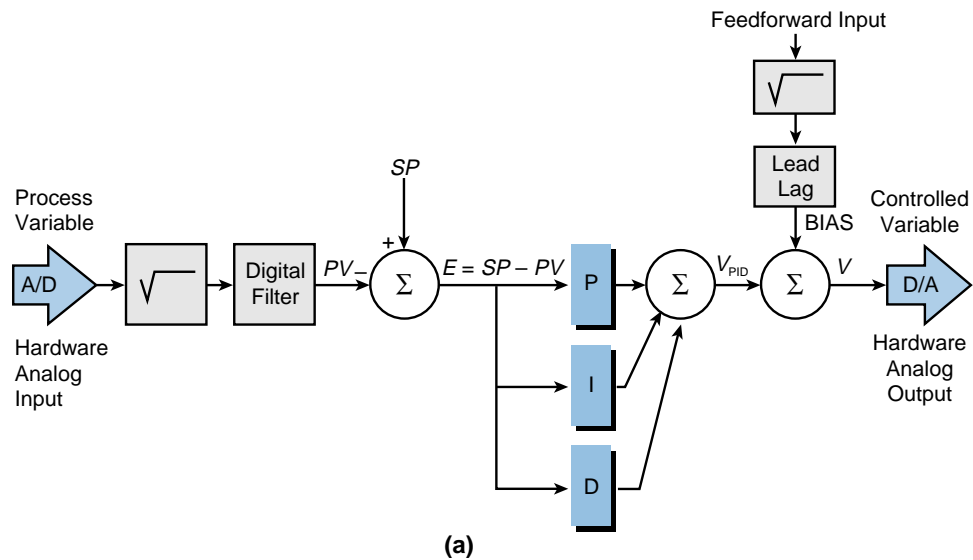 Feedforward Input
√
Lead
Lag
BIAS
SP
+
Process
Variable
A/D
Hardware
Analog
Input
√
Digital
Filter
PV –
Σ
E = SP – PV
P
I
D
Σ
V_PID
Σ
V
Controlled
Variable
D/A
Hardware
Analog
Output
(a)